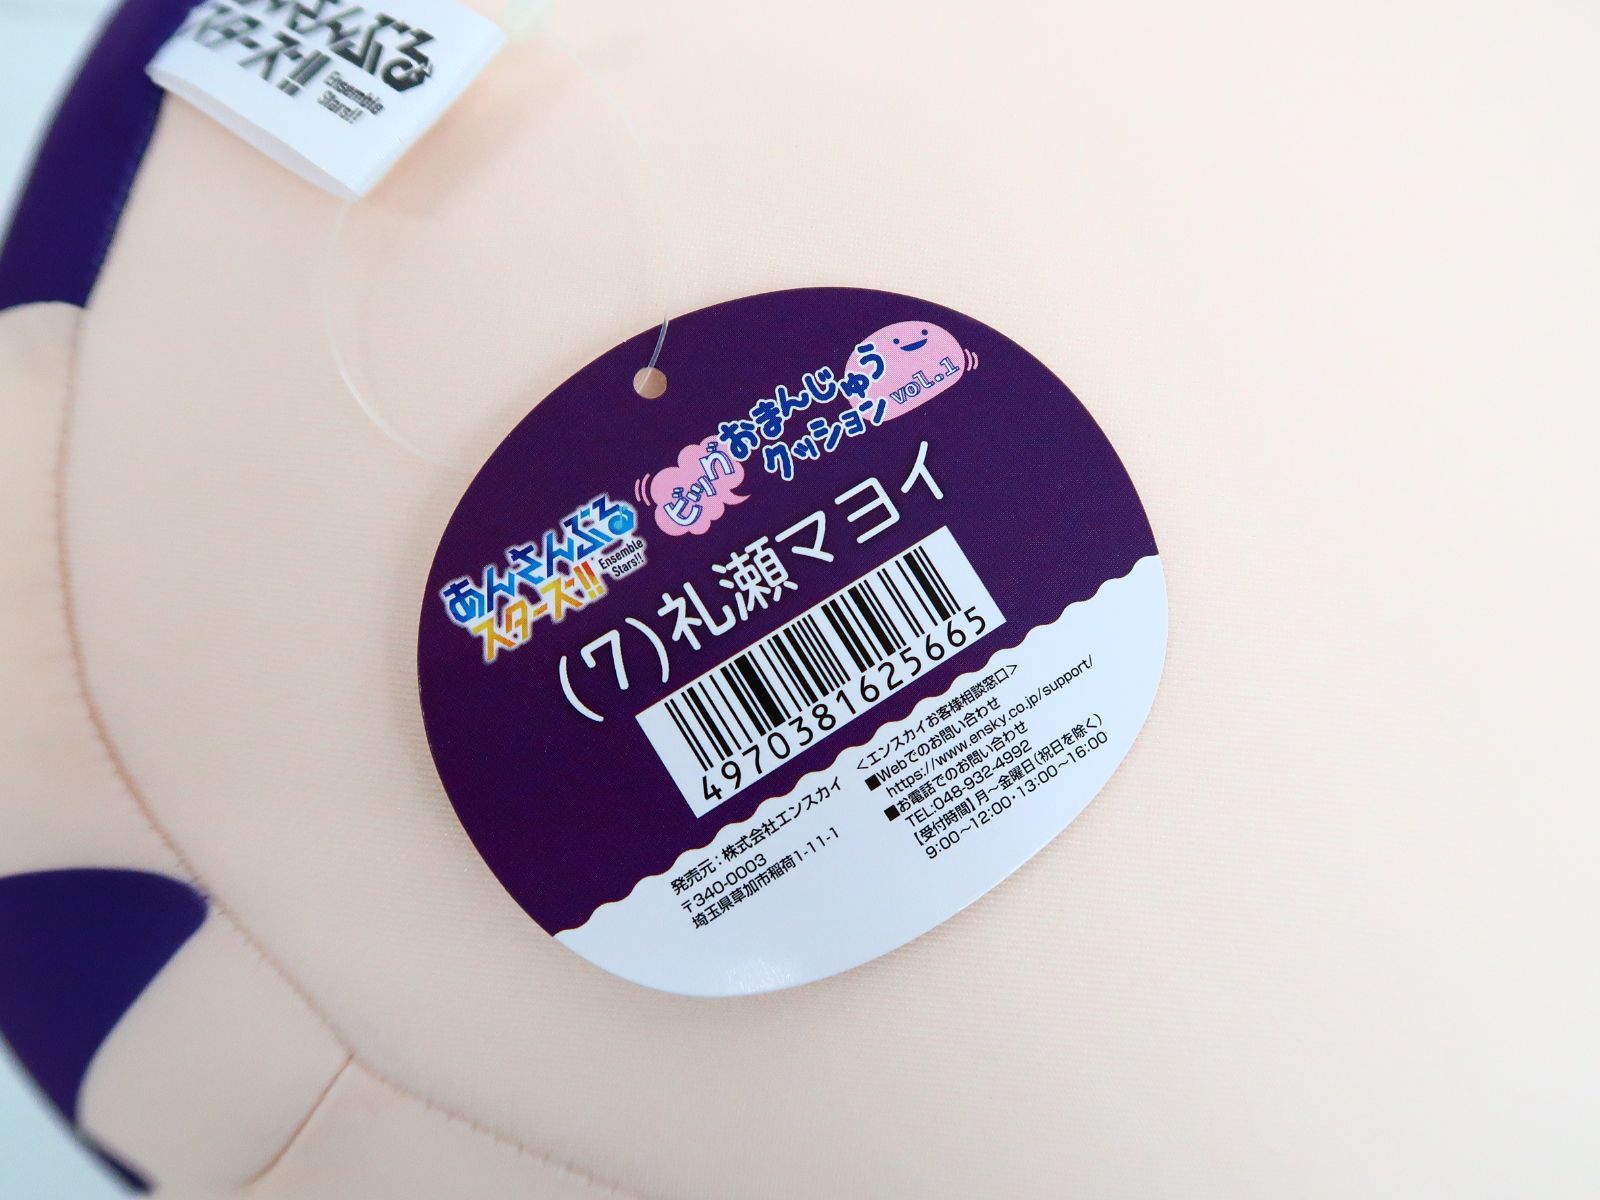 あんさんぶる
スターズ!!
Ensemble
Stars!!
ビッグおまんじゅう
クッション vol.1
あんさんぶる
スターズ!!
Ensemble
Stars!!
(7)礼瀬マヨイ
4970381625665
発売元:株式会社エンスカイ
〒340-0003
埼玉県草加市稲荷1-11-1
<エンスカイお客様相談窓口>
■Webでのお問い合わせ
https://www.ensky.co.jp/support/
■お電話でのお問い合わせ
TEL:048-932-4992
【受付時間】月~金曜日(祝日を除く)
9:00~12:00・13:00~16:00